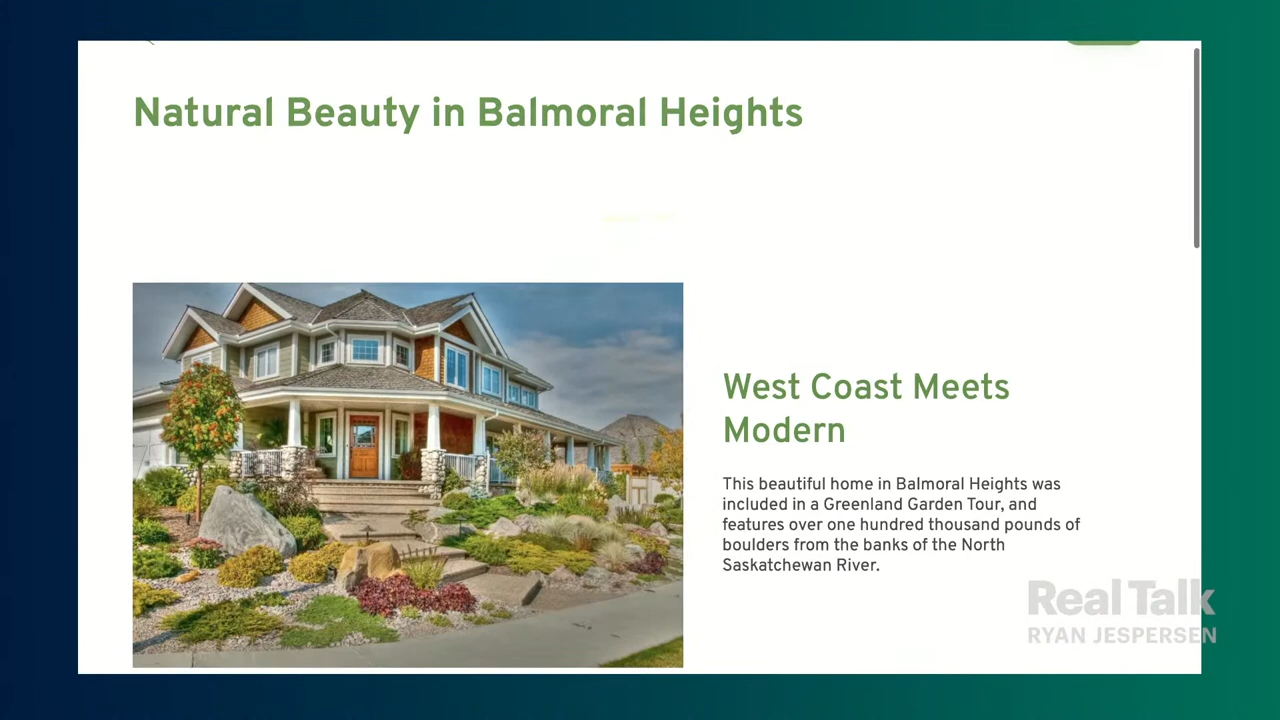 Natural Beauty in Balmoral Heights
West Coast Meets
Modern
This beautiful home in Balmoral Heights was
included in a Greenland Garden Tour, and
features over one hundred thousand pounds of
boulders from the banks of the North
Saskatchewan River.
Real Talk
RYAN JESPERSEN